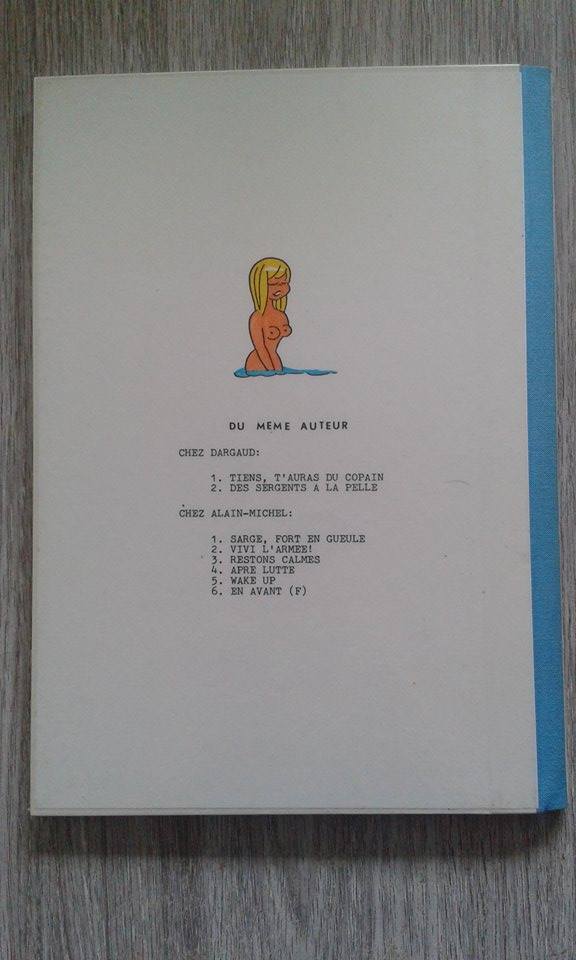 DU MEME AUTEUR
CHEZ DARGAUD:
1. TIENS, T'AURAS DU COPAIN
2. DES SERGENTS A LA PELLE
CHEZ ALAIN-MICHEL:
1. SARGE, FORT EN GUEULE
2. VIVI L'ARMEE!
3. RESTONS CALMES
4. APRE LUTTE
5. WAKE UP
6. EN AVANT (F)